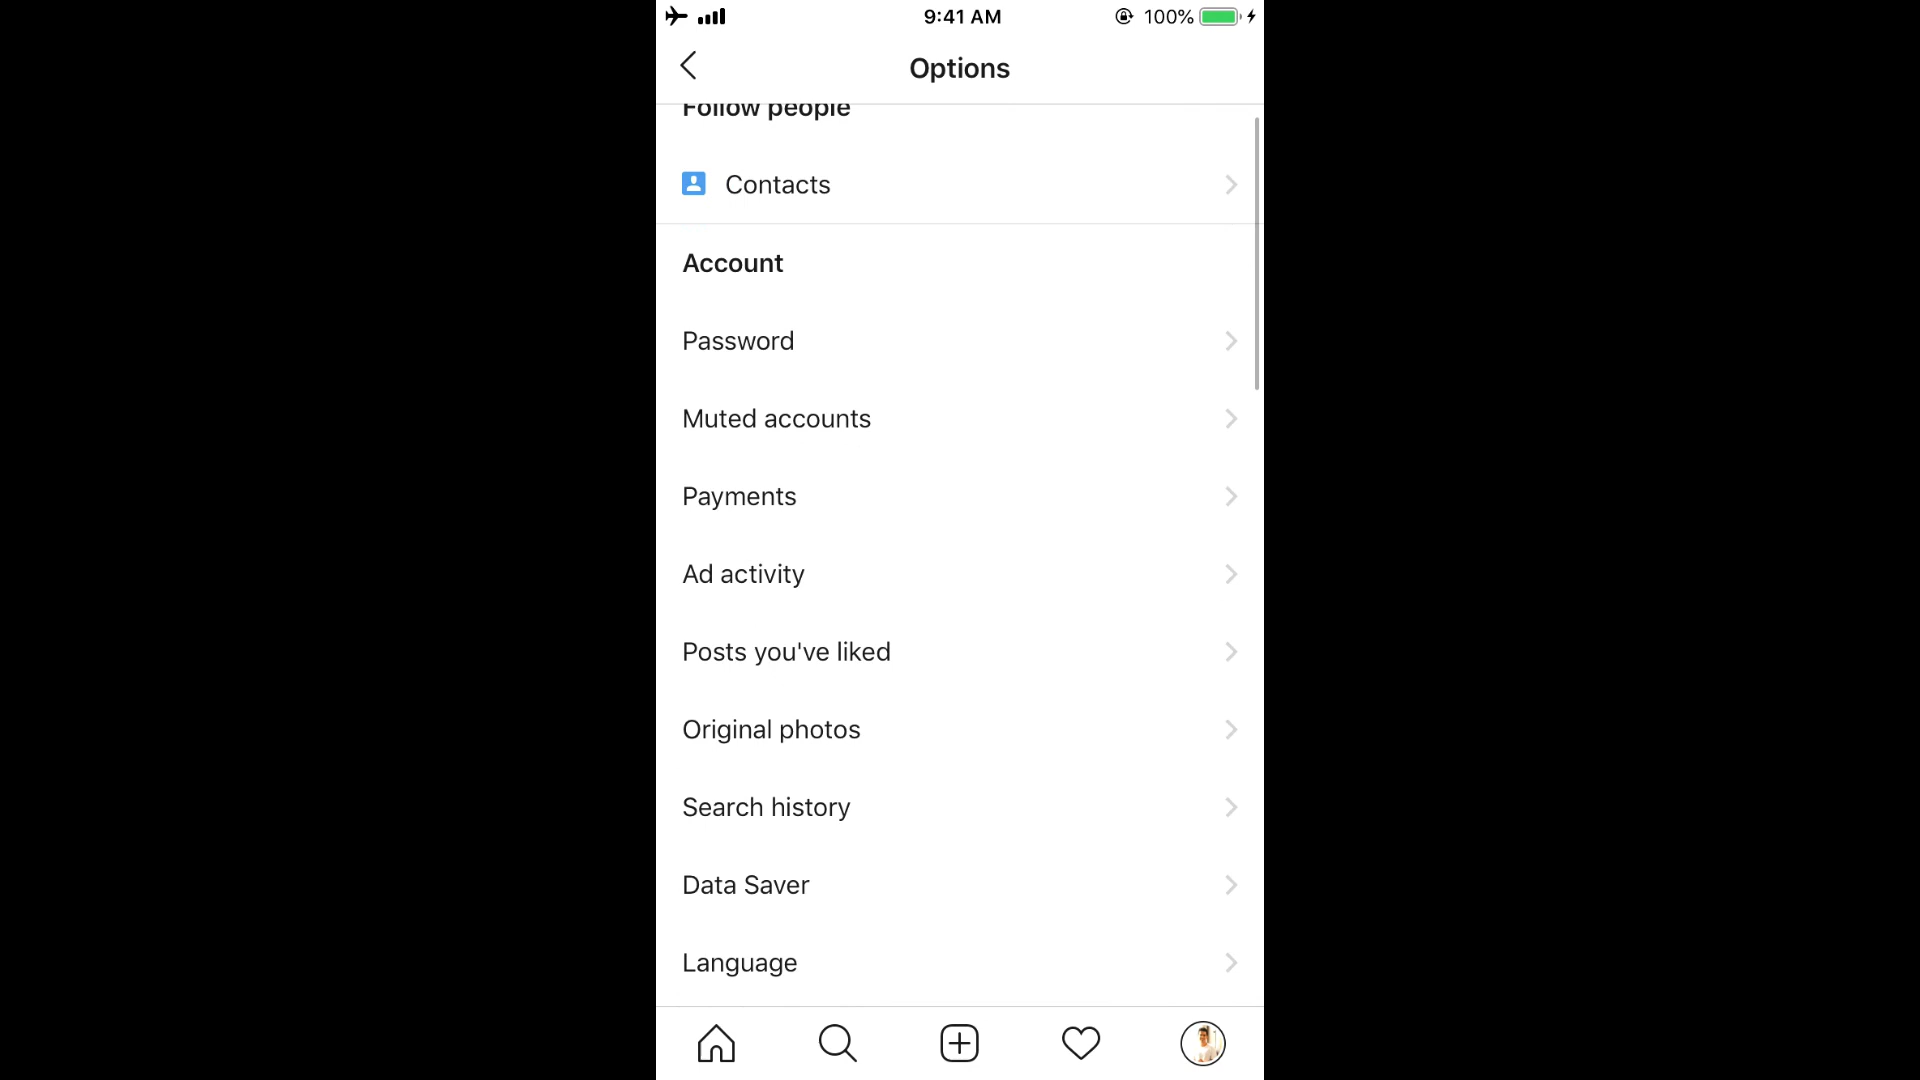 9:41 AM
100%
Options
Follow people
Contacts
Account
Password
Muted accounts
Payments
Ad activity
Posts you've liked
Original photos
Search history
Data Saver
Language